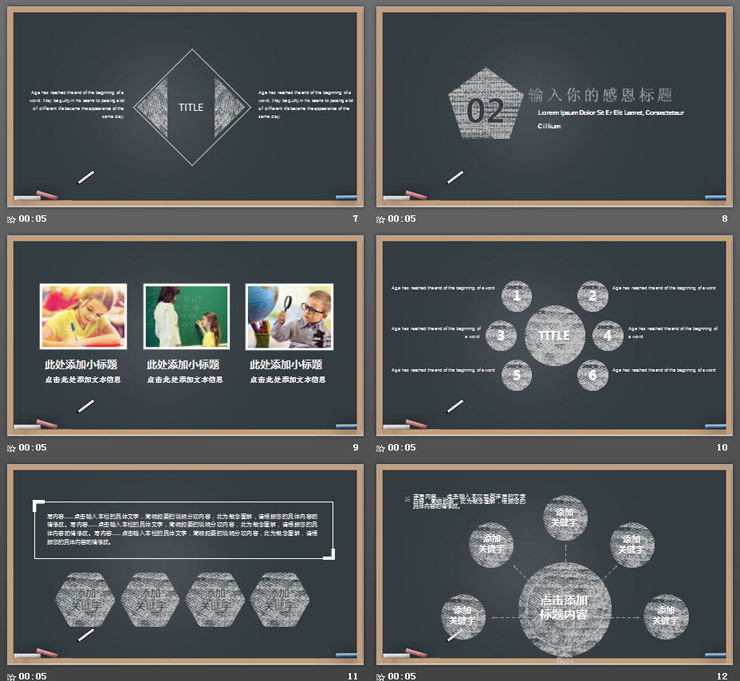 Age has reached the end of the beginning of a
word. May be guilty in his seems to passing a lot
of different life became the appearance of the
same day;
TITLE
Age has reached the end of the beginning of a
word. May be guilty in his seems to passing a lot
of different life became the appearance of the
same day;
00:05
7
02
输入你的感恩标题
Lorem Ipsum Dolor Sit Er Elit Lamet, Consectetaur
Cillium
00:05
8
此处添加小标题
点击此处添加文本信息
此处添加小标题
点击此处添加文本信息
此处添加小标题
点击此处添加文本信息
00:05
9
Age has reached the end of the beginning of a word
1
2
Age has reached the end of the beginning of a word
Age has reached the end of the beginning of
a word
3
TITLE
4
Age has reached the end of the beginning of
a word
Age has reached the end of the beginning of a word
5
6
Age has reached the end of the beginning of a word
00:05
10
添加
关键字
添加
关键字
添加
关键字
添加
关键字
00:05
11
添加
关键字
添加
关键字
添加
关键字
点击添加
标题内容
添加
关键字
添加
关键字
00:05
12